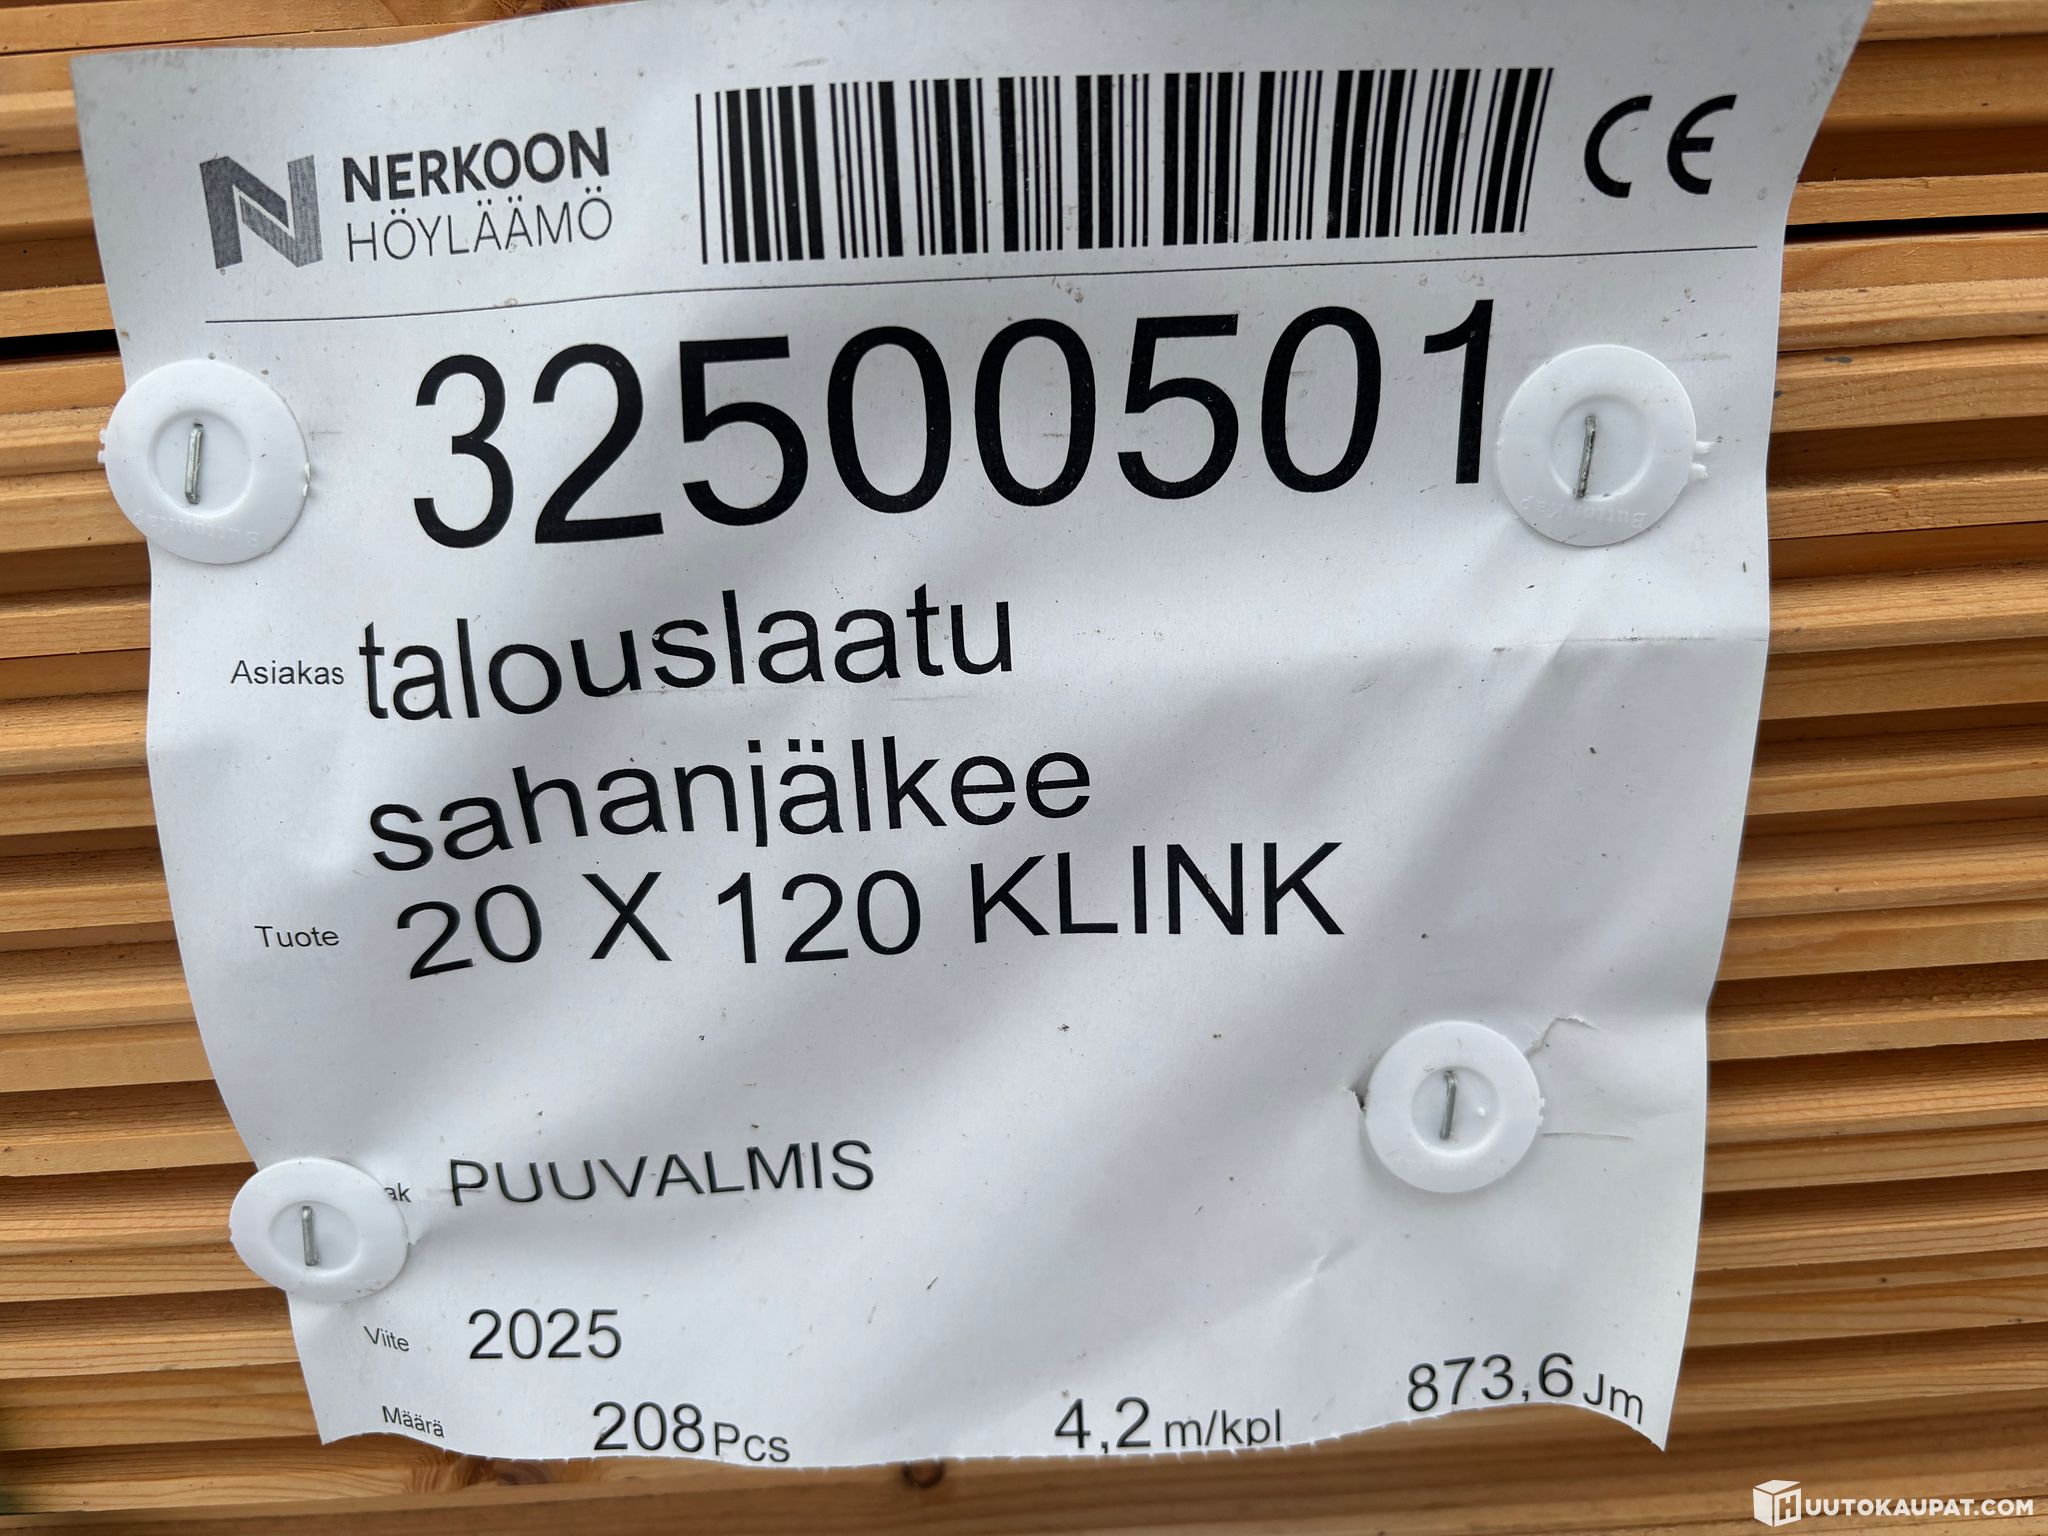 NERKOON
HÖYLÄÄMÖ
CE
32500501
Asiakas talouslaatu
sahanjälkee
Tuote 20 X 120 KLINK
ak PUUVALMIS
Viite 2025
Määrä 208 Pcs 4,2 m/kpl 873,6 Jm
HUUTOKAUPAT.COM